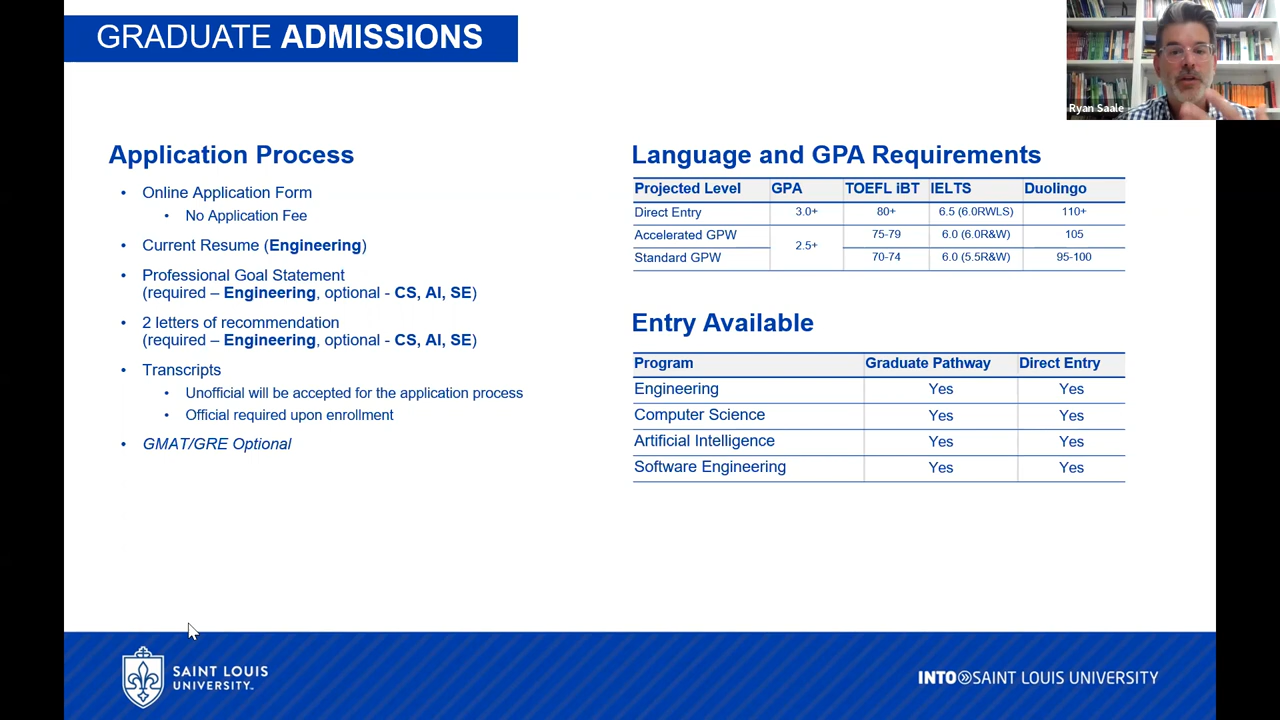 GRADUATE ADMISSIONS
Ryan Saale
Application Process
• Online Application Form
• No Application Fee
• Current Resume (Engineering)
• Professional Goal Statement
(required – Engineering, optional - CS, AI, SE)
• 2 letters of recommendation
(required – Engineering, optional - CS, AI, SE)
• Transcripts
• Unofficial will be accepted for the application process
• Official required upon enrollment
• GMAT/GRE Optional
Language and GPA Requirements
Projected Level GPA TOEFL iBT IELTS Duolingo
Direct Entry 3.0+ 80+ 6.5 (6.0RWLS) 110+
Accelerated GPW 2.5+ 75-79 6.0 (6.0R&W) 105
Standard GPW 70-74 6.0 (5.5R&W) 95-100
Entry Available
Program Graduate Pathway Direct Entry
Engineering Yes Yes
Computer Science Yes Yes
Artificial Intelligence Yes Yes
Software Engineering Yes Yes
SAINT LOUIS
UNIVERSITY™
INTO SAINT LOUIS UNIVERSITY